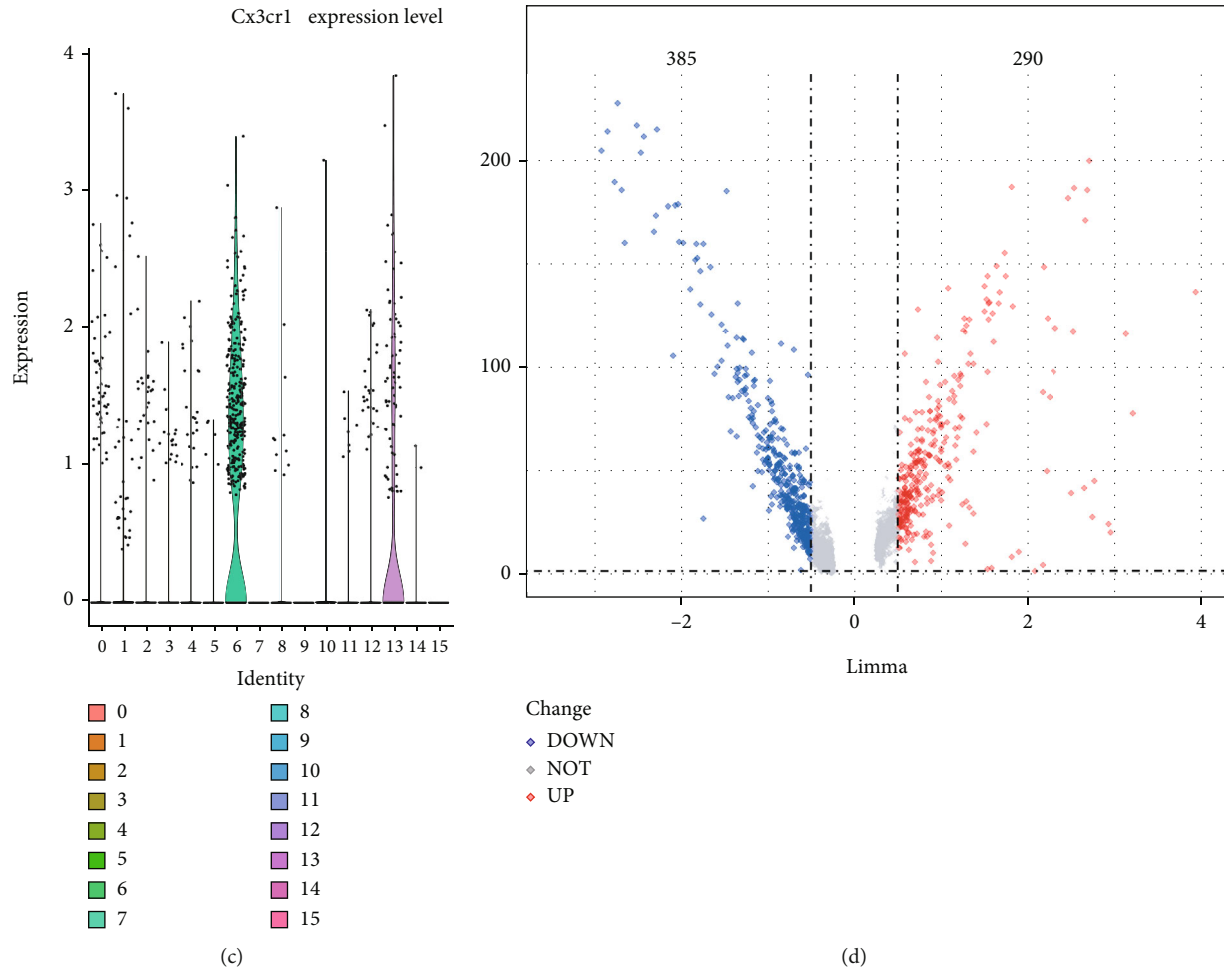 Cx3cr1 expression level
4
3
2
1
0
Expression
0 1 2 3 4 5 6 7 8 9 10 11 12 13 14 15
Identity
0 8
1 9
2 10
3 11
4 12
5 13
6 14
7 15
(c)
385 290
200
100
0
–2 0 2 4
Limma
Change
DOWN
NOT
UP
(d)